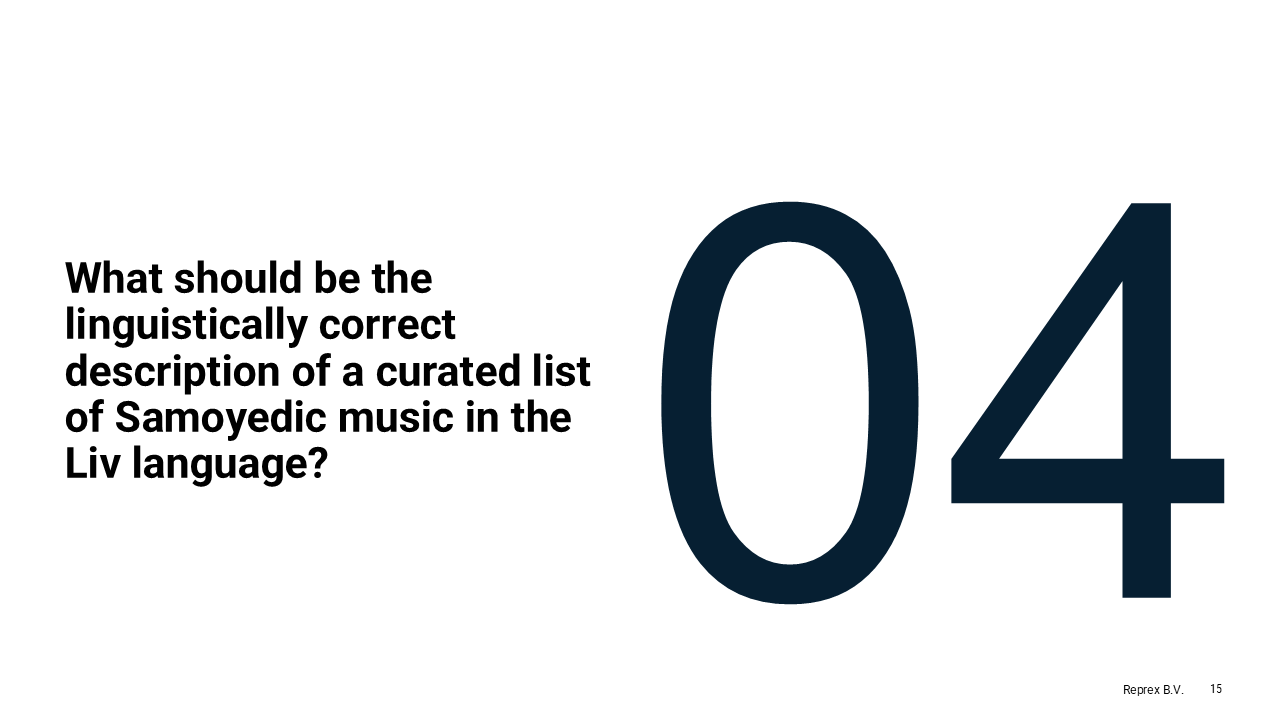 What should be the
linguistically correct
description of a curated list
of Samoyedic music in the
Liv language?
04
Reprex B.V. 15